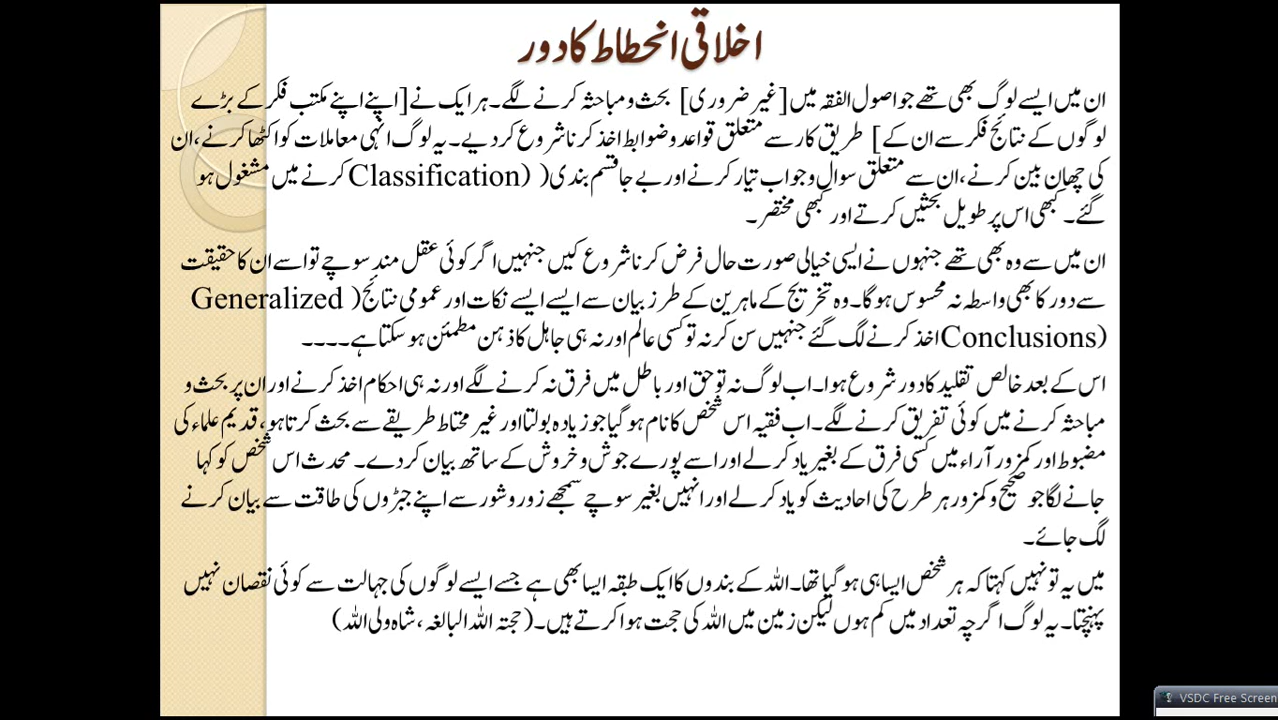 اخلاقی انحطاط کا دور
ان میں ایسے لوگ بھی تھے جو اصول الفقہ میں [غیر ضروری] بحث و مباحثہ کرنے لگے۔ ہر ایک نے [اپنے اپنے مکتب فکر کے بڑے
لوگوں کے نتائج فکر سے ان کے] طریق کار سے متعلق قواعد و ضوابط اخذ کرنا شروع کر دیے۔ یہ لوگ انہی معاملات کو اکٹھا کرنے، ان
کی چھان بین کرنے، ان سے متعلق سوال و جواب تیار کرنے اور بے جا قسم بندی( (Classification کرنے میں مشغول ہو
گئے۔ کبھی اس پر طویل بحثیں کرتے اور کبھی مختصر۔
ان میں سے وہ بھی تھے جنہوں نے ایسی خیالی صورت حال فرض کرنا شروع کیں جنہیں اگر کوئی عقل مند سوچے تو اسے ان کا حقیقت
سے دور کا بھی واسطہ نہ محسوس ہو گا۔ وہ تخریج کے ماہرین کے طرز بیان سے ایسے ایسے نکات اور عمومی نتائج( Generalized
(Conclusions اخذ کرنے لگ گئے جنہیں سن کر نہ تو کسی عالم اور نہ ہی جاہل کا ذہن مطمئن ہو سکتا ہے۔۔۔۔
اس کے بعد خالص تقلید کا دور شروع ہوا۔ اب لوگ نہ تو حق اور باطل میں فرق نہ کرنے لگے اور نہ ہی احکام اخذ کرنے اور ان پر بحث و
مباحثہ کرنے میں کوئی تفریق کرنے لگے۔ اب فقیہ اس شخص کا نام ہو گیا جو زیادہ بولتا اور غیر محتاط طریقے سے بحث کرتا ہو، قدیم علماء کی
مضبوط اور کمزور آراء میں کسی فرق کے بغیر یاد کر لے اور اسے پورے جوش و خروش کے ساتھ بیان کر دے۔ محدث اس شخص کو کہا
جانے لگا جو صحیح و کمزور ہر طرح کی احادیث کو یاد کر لے اور انہیں بغیر سوچے سمجھے زور و شور سے اپنے جبڑوں کی طاقت سے بیان کرنے
لگ جائے۔
میں یہ تو نہیں کہتا کہ ہر شخص ایسا ہی ہو گیا تھا۔ اللہ کے بندوں کا ایک طبقہ ایسا بھی ہے جسے ایسے لوگوں کی جہالت سے کوئی نقصان نہیں
پہنچتا۔ یہ لوگ اگرچہ تعداد میں کم ہوں لیکن زمین میں اللہ کی حجت ہوا کرتے ہیں۔ (حجتہ اللہ البالغہ، شاہ ولی اللہ)
VSDC Free Screen